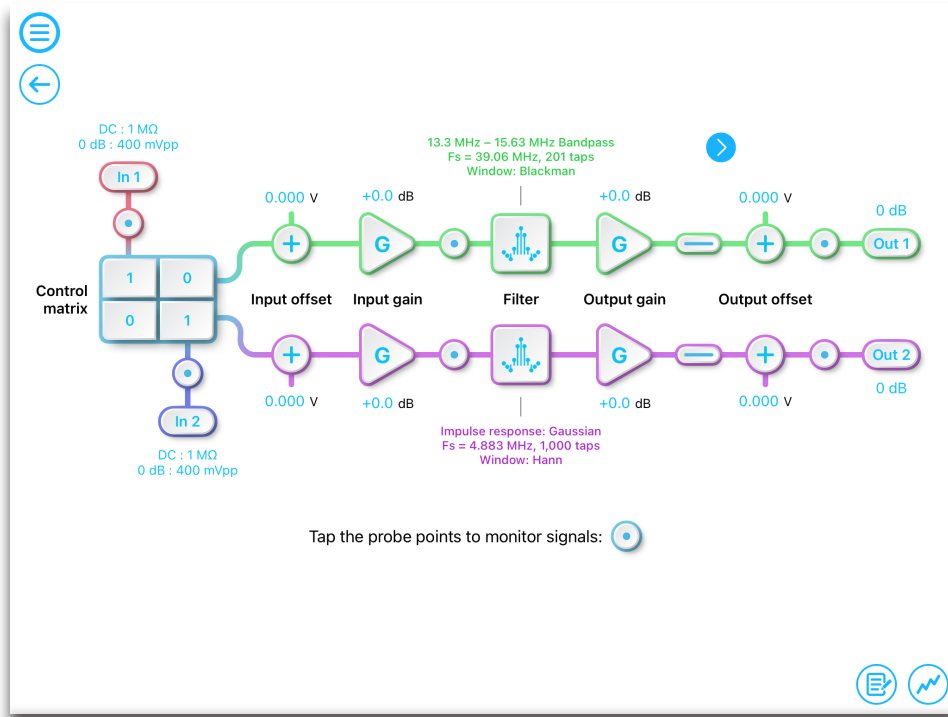 DC : 1 MΩ
0 dB : 400 mVpp
In 1
13.3 MHz – 15.63 MHz Bandpass
Fs = 39.06 MHz, 201 taps
Window: Blackman
0.000 V
+0.0 dB
+0.0 dB
0.000 V
0 dB
G
G
Out 1
Control
matrix
1 0
0 1
Input offset
Input gain
Filter
Output gain
Output offset
G
G
Out 2
0.000 V
+0.0 dB
+0.0 dB
0.000 V
0 dB
In 2
DC : 1 MΩ
0 dB : 400 mVpp
Impulse response: Gaussian
Fs = 4.883 MHz, 1,000 taps
Window: Hann
Tap the probe points to monitor signals: